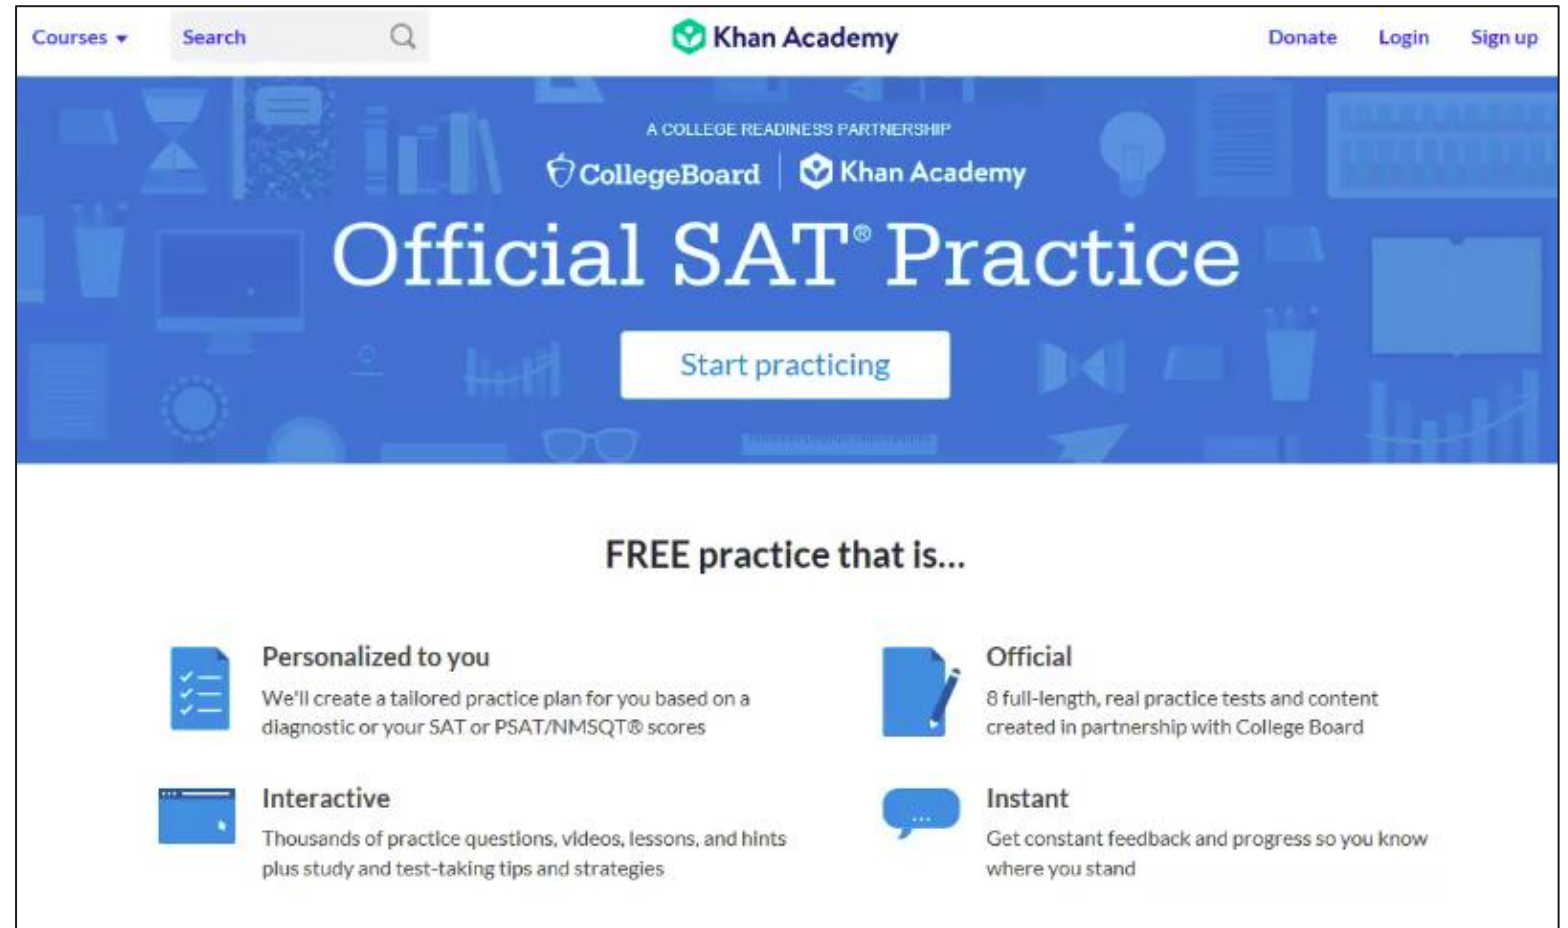 Courses
Search
Khan Academy
Donate
Login
Sign up
A COLLEGE READINESS PARTNERSHIP
CollegeBoard | Khan Academy
Official SAT® Practice
Start practicing
FREE practice that is...
Personalized to you
We'll create a tailored practice plan for you based on a
diagnostic or your SAT or PSAT/NMSQT® scores
Official
8 full-length, real practice tests and content
created in partnership with College Board
Interactive
Thousands of practice questions, videos, lessons, and hints
plus study and test-taking tips and strategies
Instant
Get constant feedback and progress so you know
where you stand